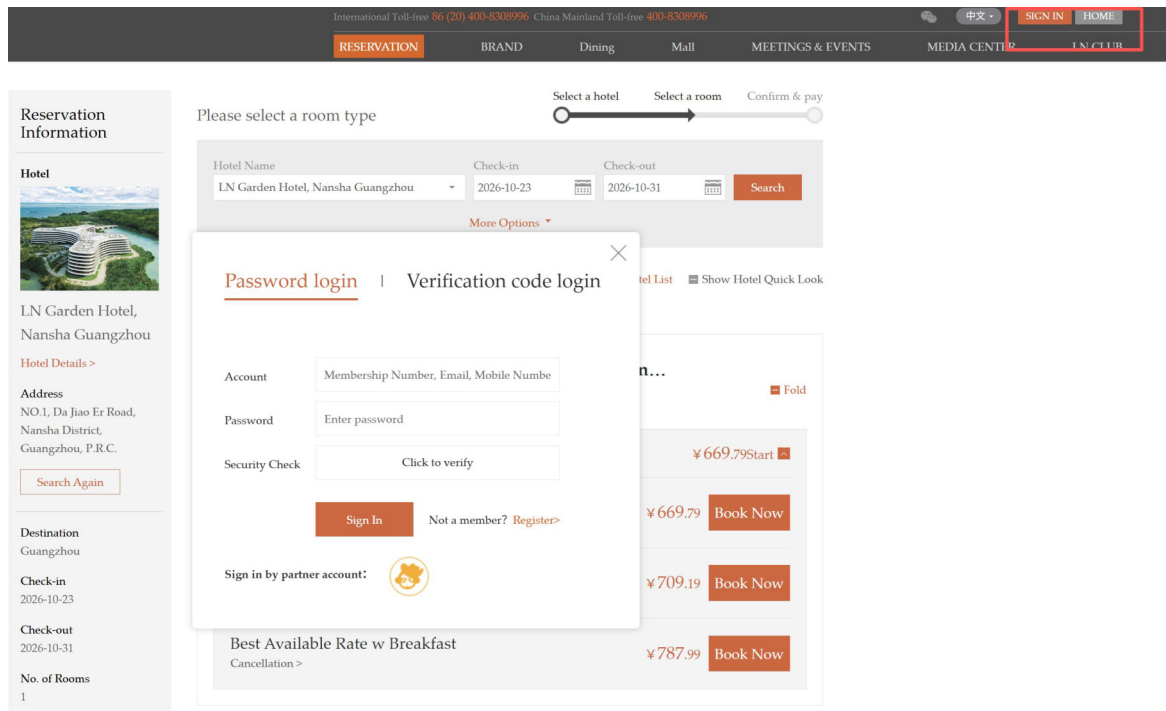 International Toll-free 86 (20) 400-8308996 China Mainland Toll-free 400-8308996
中文
SIGN IN
HOME
RESERVATION
BRAND
Dining
Mall
MEETINGS & EVENTS
MEDIA CENTER
LN CLUB
Reservation
Information
Hotel
LN Garden Hotel,
Nansha Guangzhou
Hotel Details >
Address
NO.1, Da Jiao Er Road,
Nansha District,
Guangzhou, P.R.C.
Search Again
Destination
Guangzhou
Check-in
2026-10-23
Check-out
2026-10-31
No. of Rooms
1
Please select a room type
Select a hotel
Select a room
Confirm & pay
Hotel Name
Check-in
Check-out
LN Garden Hotel, Nansha Guangzhou
2026-10-23
2026-10-31
Search
More Options
tel List
Show Hotel Quick Look
Password login
Verification code login
Account
Membership Number, Email, Mobile Numbe
Password
Enter password
Security Check
Click to verify
Sign In
Not a member? Register>
Sign in by partner account:
n...
Fold
¥669.79Start
¥669.79
Book Now
¥709.19
Book Now
Best Available Rate w Breakfast
Cancellation >
¥787.99
Book Now